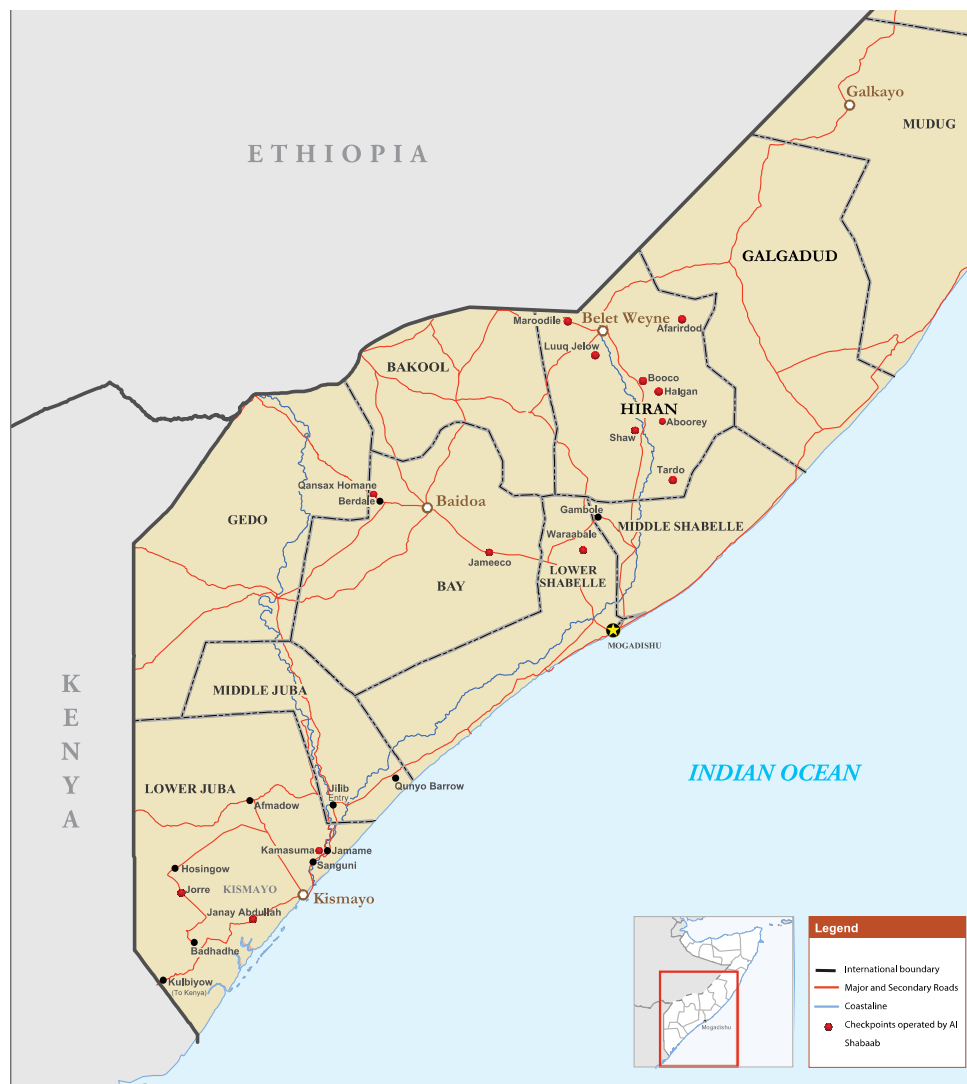 Galkayo
MUDUG
ETHIOPIA
GALGADUD
Maroodile
Belet Weyne
Afarirdod
Luuq Jelow
BAKOOL
Booco
Halgan
HIRAN
Aboorey
Shaw
Tardo
Qansax Homane
Berdale
Baidoa
GEDO
Gambole
MIDDLE SHABELLE
Waraabale
Jameeco
LOWER
SHABELLE
BAY
MOGADISHU
KENYA
MIDDLE JUBA
INDIAN OCEAN
LOWER JUBA
Jilib
Entry
Qunyo Barrow
Afmadow
Kamasuma
Jamame
Sanguni
Hosingow
Jorre
KISMAYO
Kismayo
Janay Abdullah
Badhadhe
Kulbiyow
(To Kenya)
Mogadishu
Legend
International boundary
Major and Secondary Roads
Coastaline
Checkpoints operated by Al
Shabaab